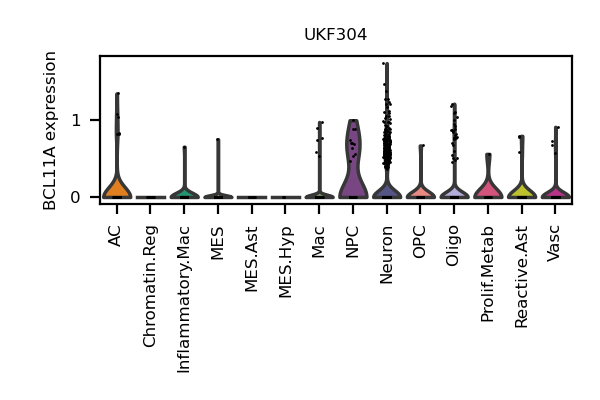 UKF304
BCL11A expression
1
0
AC
Chromatin.Reg
Inflammatory.Mac
MES
MES.Ast
MES.Hyp
Mac
NPC
Neuron
OPC
Oligo
Prolif.Metab
Reactive.Ast
Vasc